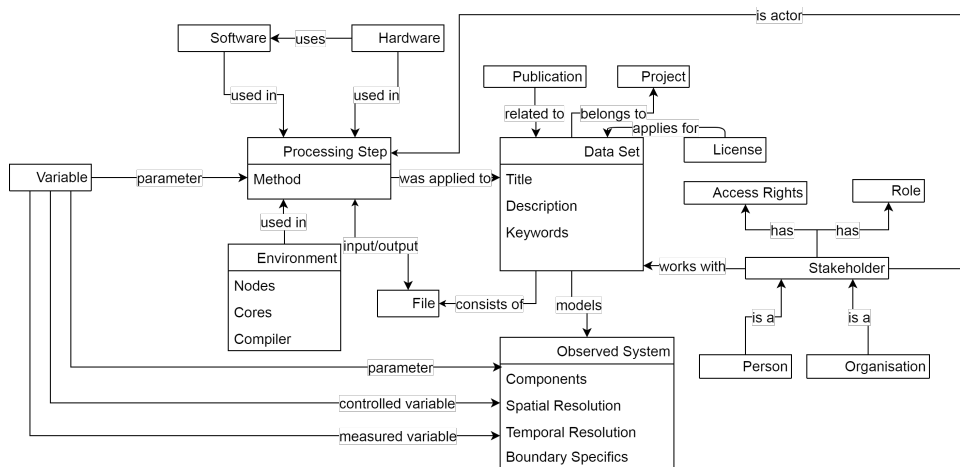 is actor
Software
uses
Hardware
Publication
Project
used in
used in
related to
belongs to
applies for
Processing Step
Data Set
License
Variable
parameter
Method
was applied to
Title
Access Rights
Role
Description
used in
has
has
Keywords
input/output
Environment
works with
Stakeholder
Nodes
File
consists of
models
Cores
is a
is a
Compiler
Observed System
Person
Organisation
parameter
Components
controlled variable
Spatial Resolution
measured variable
Temporal Resolution
Boundary Specifics